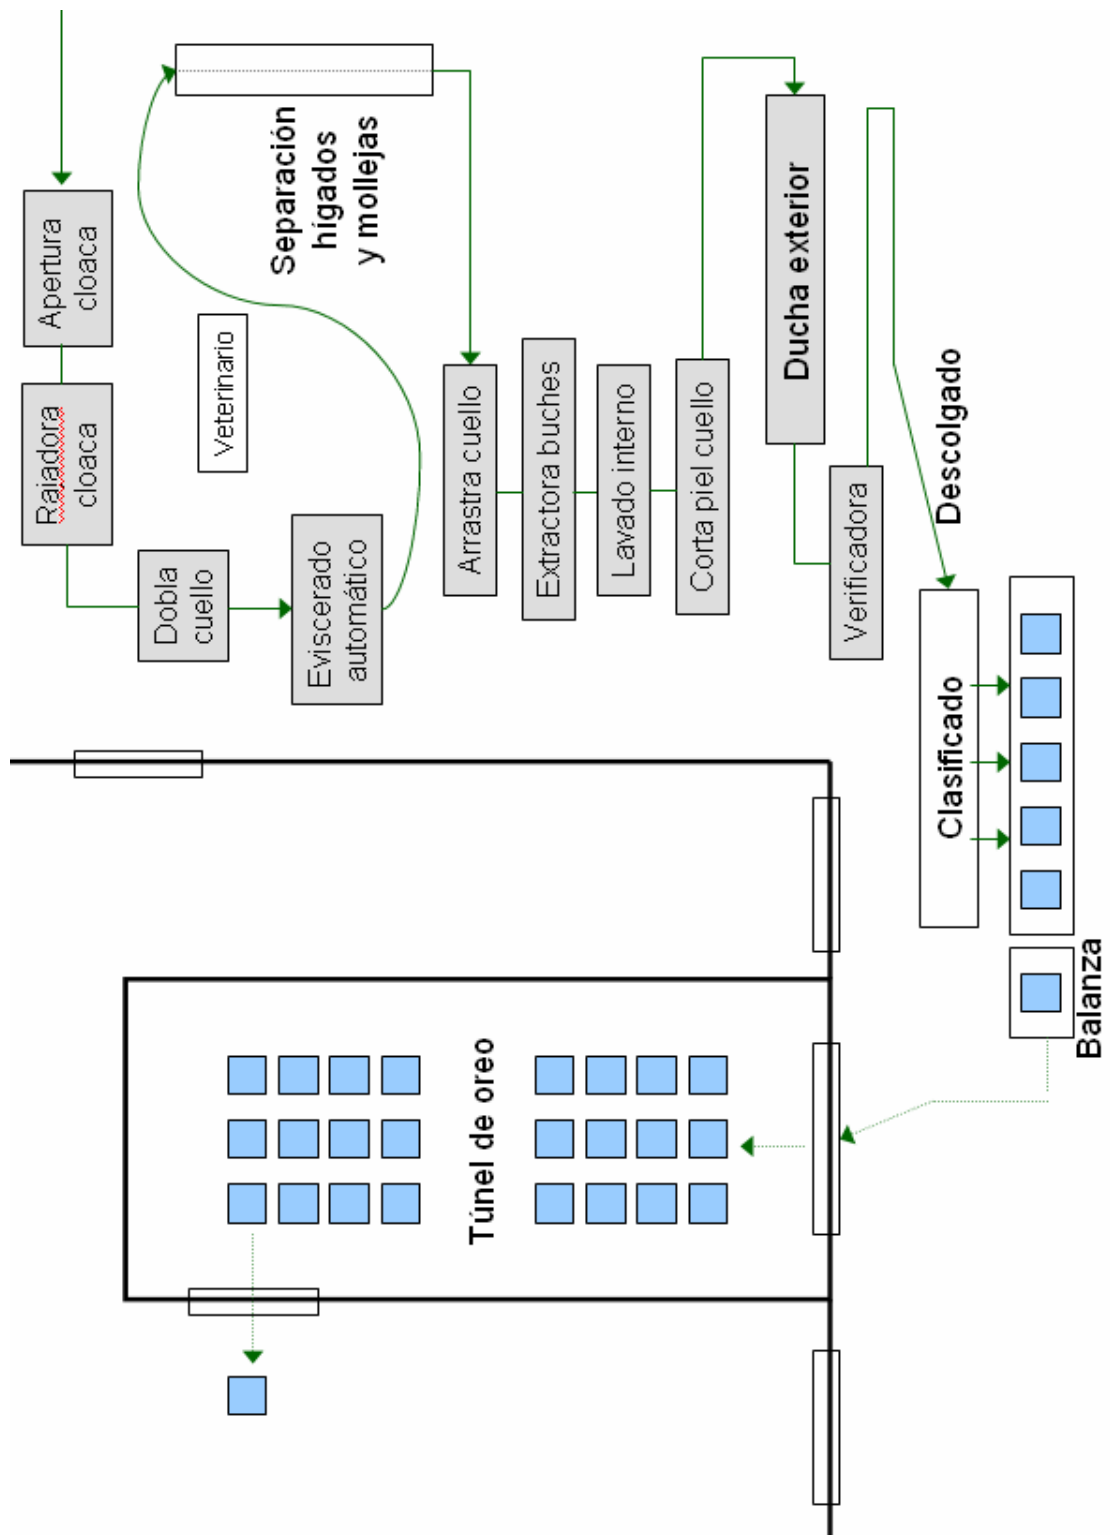 Apertura
cloaca
Raiadora
cloaca
Dobla
cuello
Eviscerado
automático
Veterinario
Separación
hígados
y mollejas
Arrastra cuello
Extractora buches
Lavado interno
Corta piel cuello
Ducha exterior
Verificadora
Descolgado
Clasificado
Balanza
Túnel de oreo